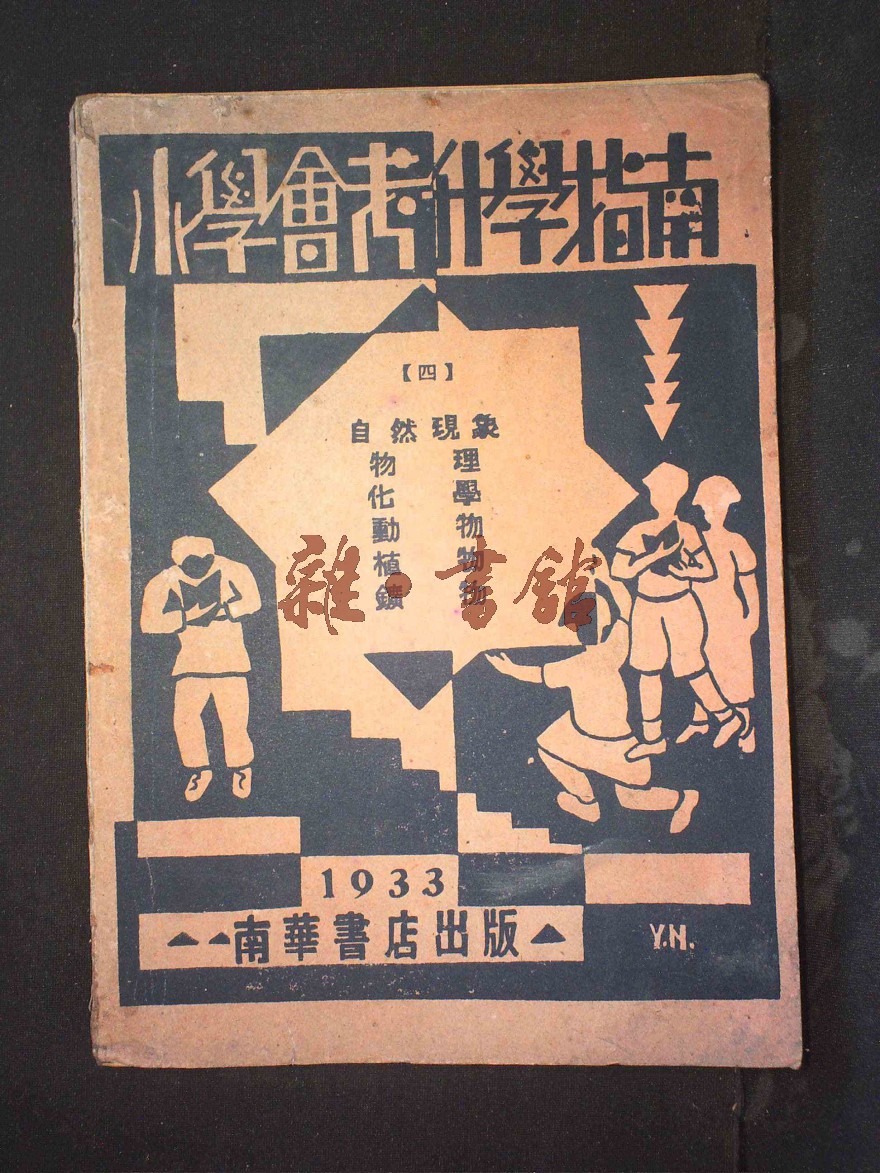 小學會考升學指南
【四】
自然現象
物理
化學
動物
植物
鑛物
雜·書館
1933
南華書店出版
Y.N.